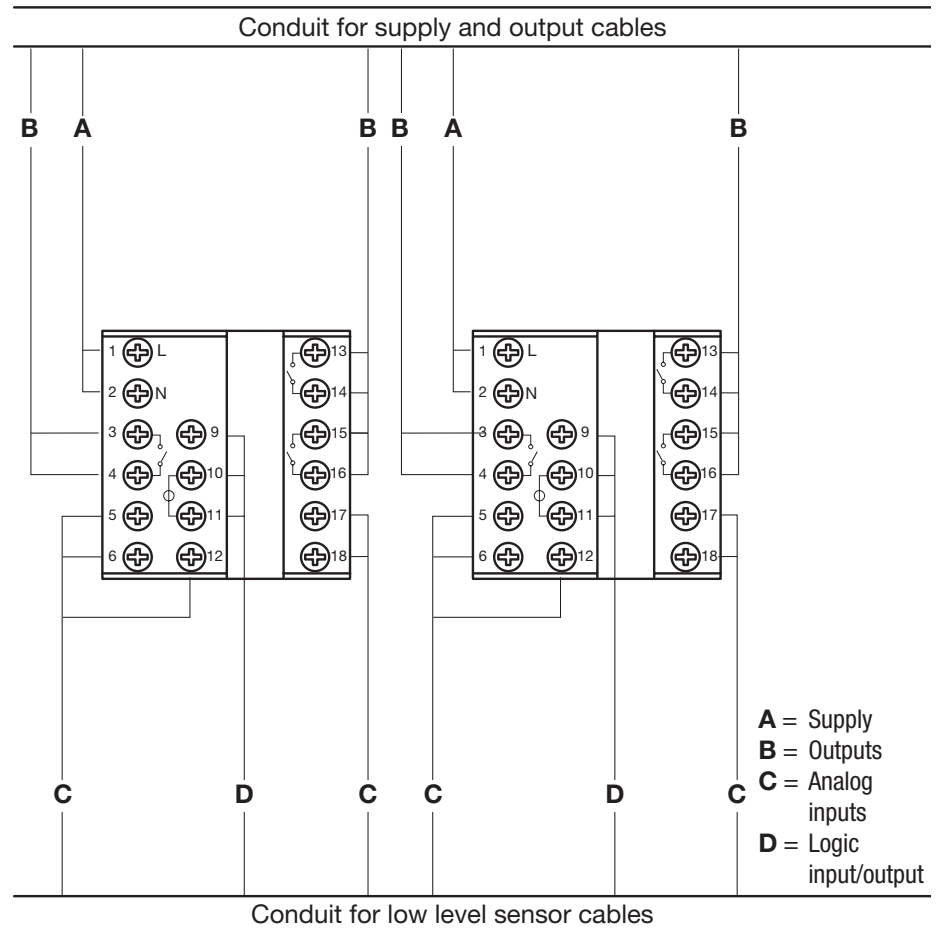 Conduit for supply and output cables
B A B B A B
1 L 13 1 L 13
2 N 14 2 N 14
3 9 15 3 9 15
4 10 16 4 10 16
5 11 17 5 11 17
6 12 18 6 12 18
A = Supply
B = Outputs
C = Analog
inputs
D = Logic
input/output
C D C C D C
Conduit for low level sensor cables